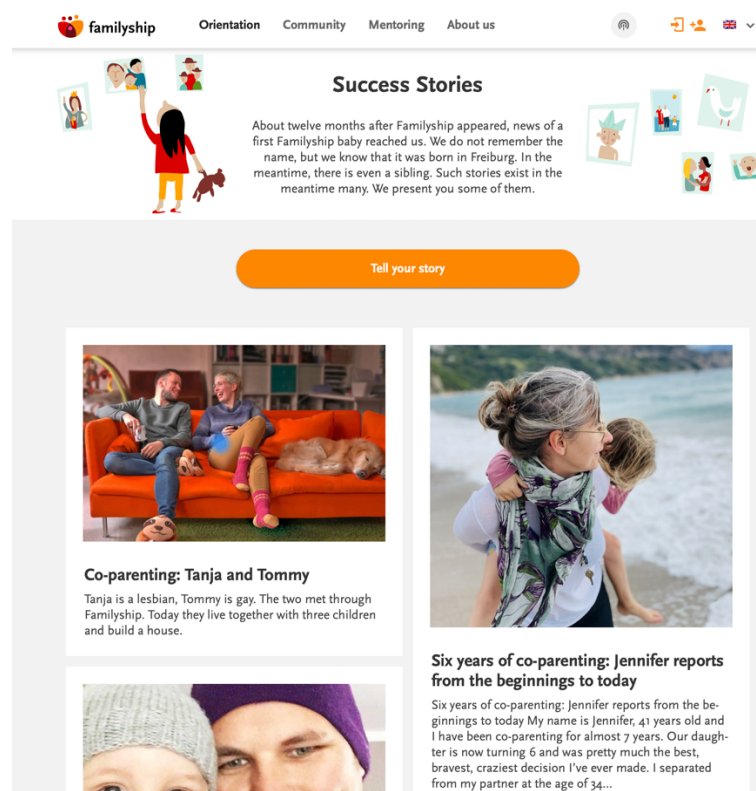 familyship
Orientation
Community
Mentoring
About us
Success Stories
About twelve months after Familyship appeared, news of a
first Familyship baby reached us. We do not remember the
name, but we know that it was born in Freiburg. In the
meantime, there is even a sibling. Such stories exist in the
meantime many. We present you some of them.
Tell your story
Co-parenting: Tanja and Tommy
Tanja is a lesbian, Tommy is gay. The two met through
Familyship. Today they live together with three children
and build a house.
Six years of co-parenting: Jennifer reports
from the beginnings to today
Six years of co-parenting: Jennifer reports from the be-
ginnings to today My name is Jennifer, 41 years old and
I have been co-parenting for almost 7 years. Our daugh-
ter is now turning 6 and was pretty much the best,
bravest, craziest decision I've ever made. I separated
from my partner at the age of 34...